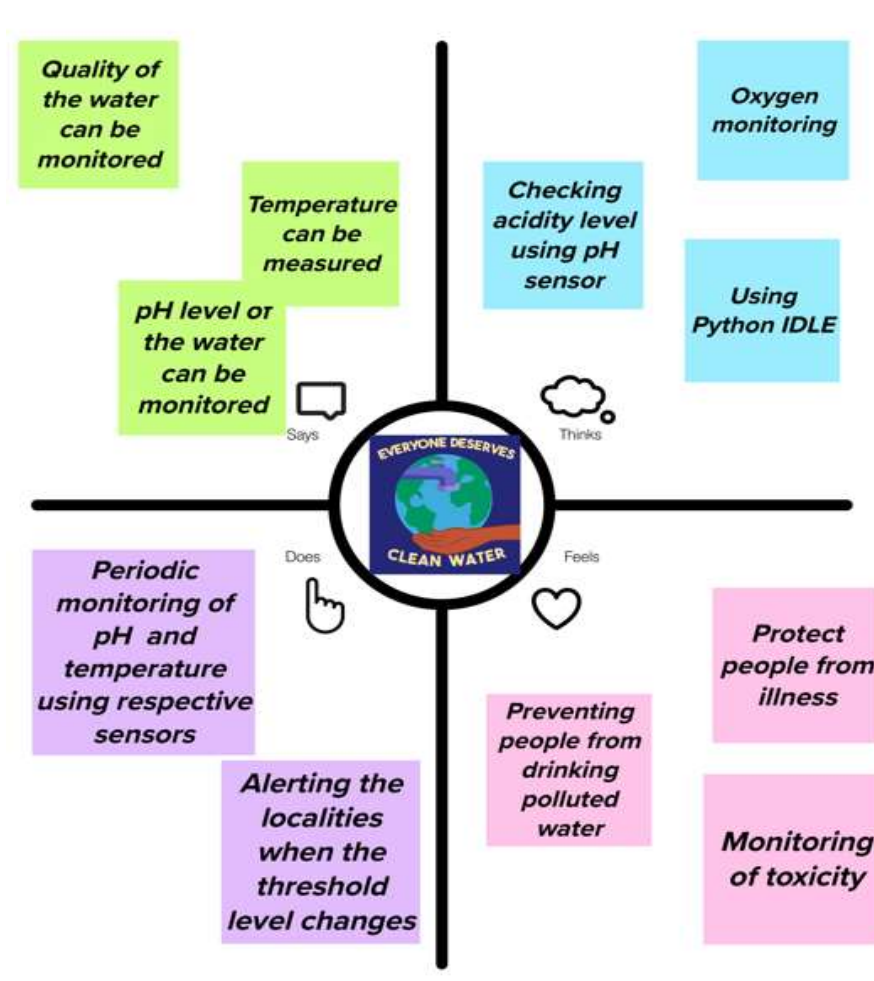 Quality of
the water
can be
monitored
Temperature
can be
measured
pH level of
the water
can be
monitored
Says
Checking
acidity level
using pH
sensor
Oxygen
monitoring
Using
Python IDLE
Thinks
EVERYONE DESERVES
CLEAN WATER
Does
Periodic
monitoring of
pH and
temperature
using respective
sensors
Alerting the
localities
when the
threshold
level changes
Feels
Preventing
people from
drinking
polluted
water
Protect
people from
illness
Monitoring
of toxicity